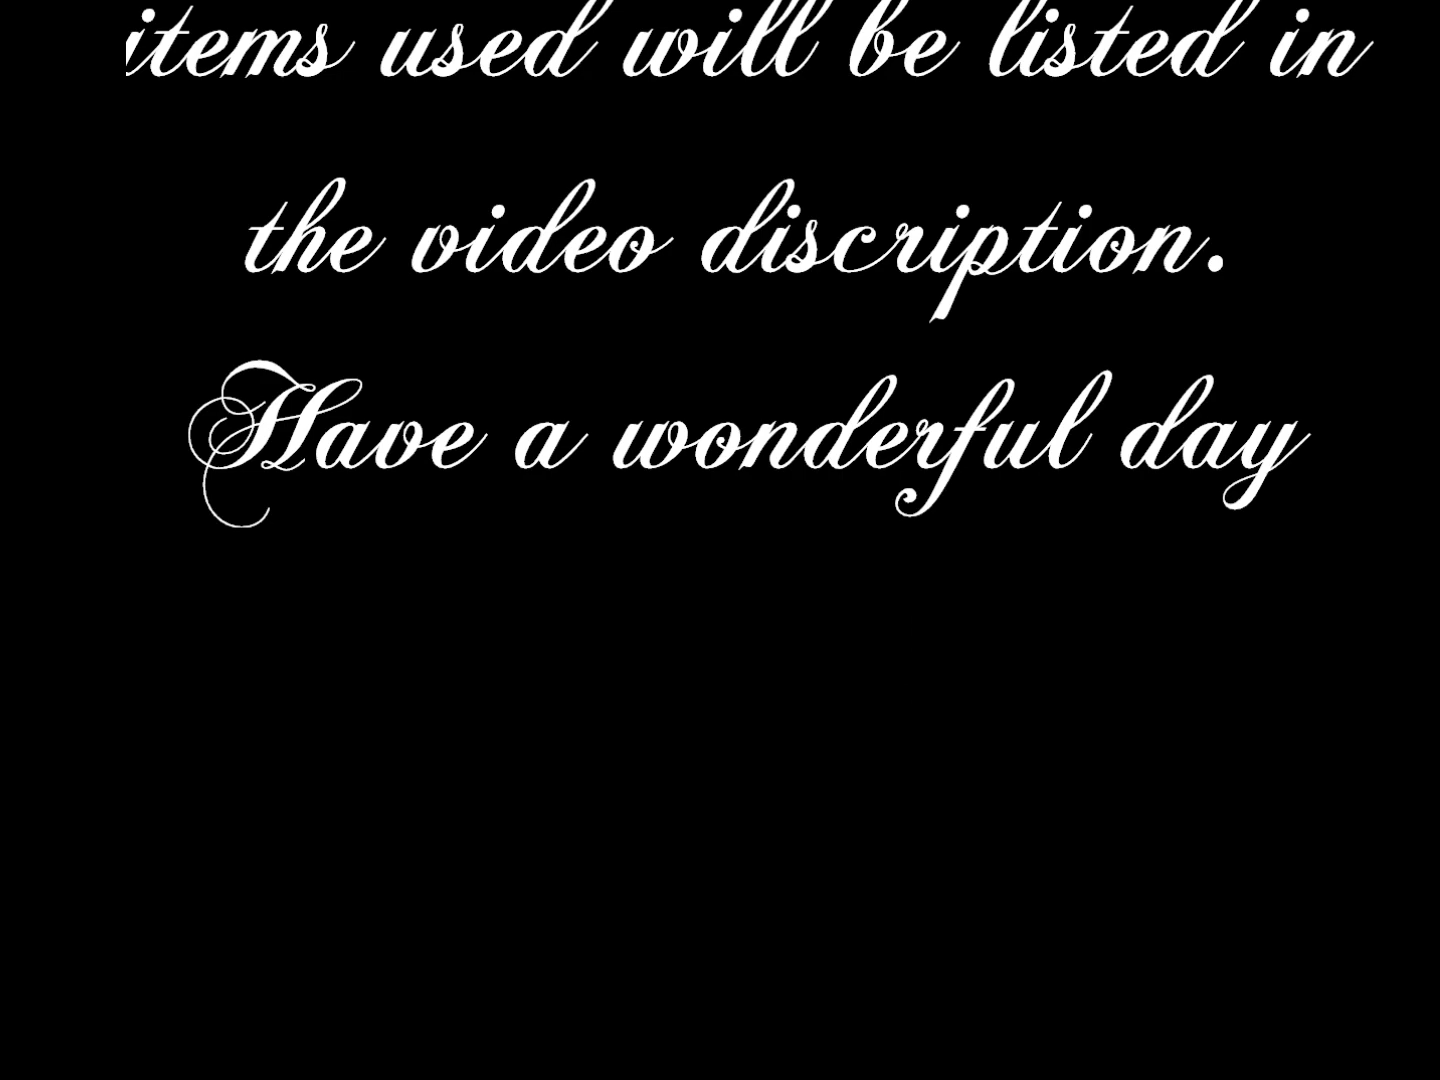 items used will be listed in
the video discription.
Have a wonderful day